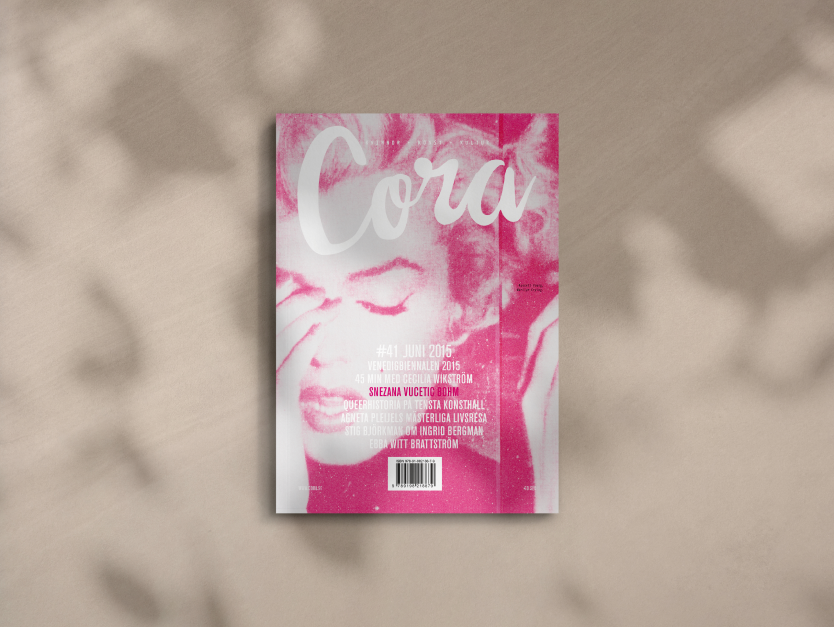 Cora
#41 JUNI 2015
VENEDIGBIENNALEN 2015
45 MIN MED CECILIA WIKSTRÖM
SNEZANA VUCETIC BÖHM
QUEERHISTORIA PÅ TENSTA KONSTHALL
AGNETA PLEIJELS MÄSTERLIGA LIVSRESA
STIG BJÖRKMAN OM INGRID BERGMAN
EBBA WITT BRATTSTRÖM